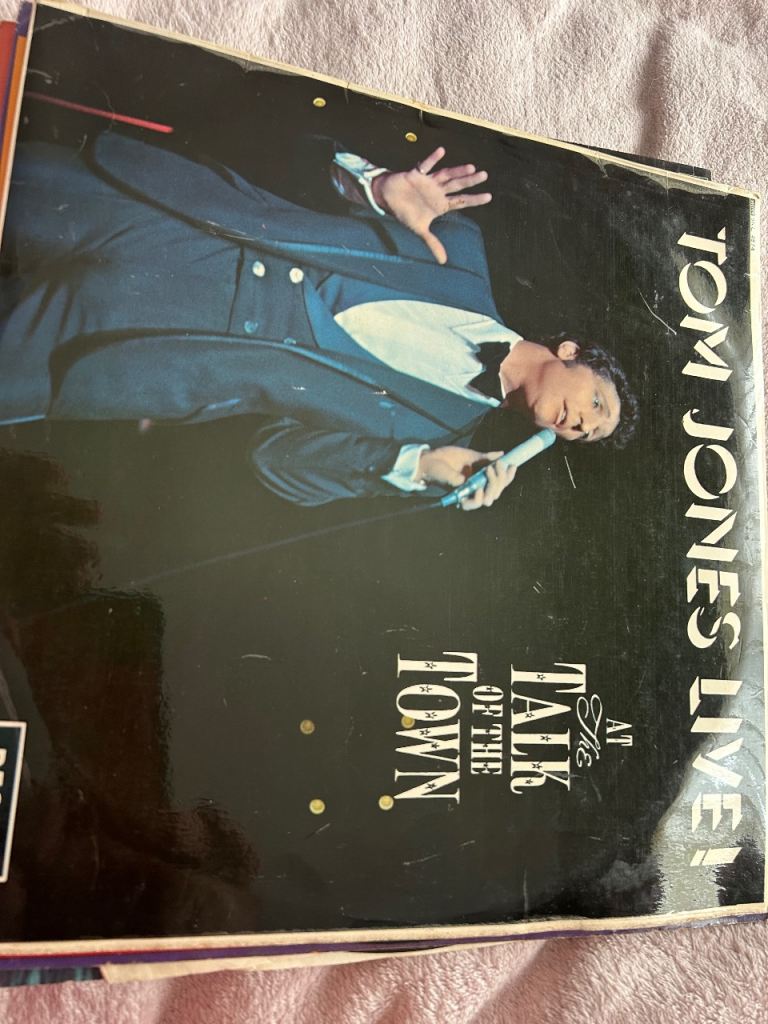 TOM JONES LIVE!
AT
The
TALK
OF THE
TOWN